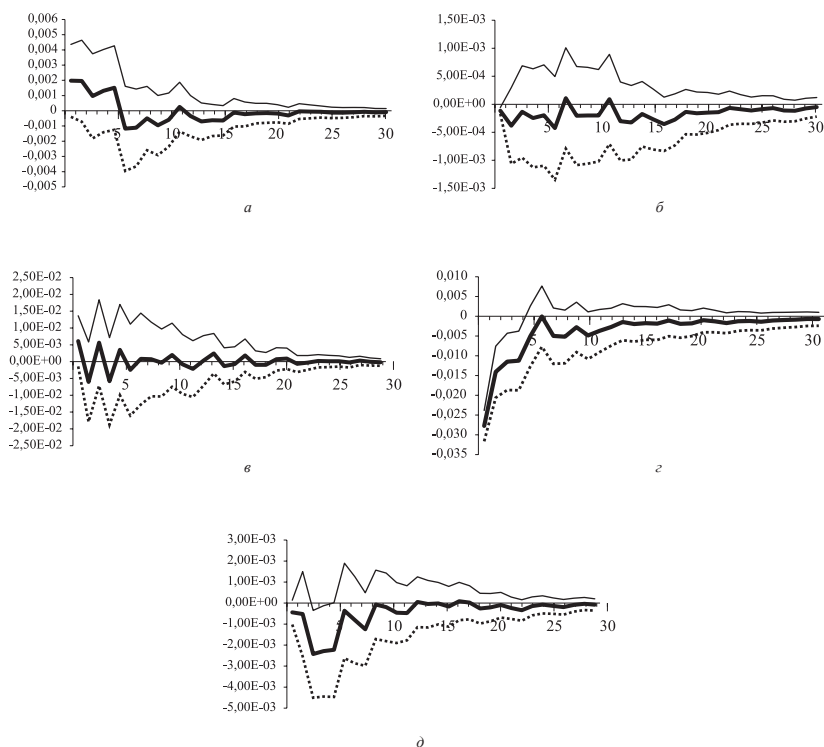 0,006
0,005
0,004
0,003
0,002
0,001
0
-0,001
-0,002
-0,003
-0,004
-0,005
5 10 15 20 25 30
а
1,50E-03
1,00E-03
5,00E-04
0,00E+00
-5,00E-04
-1,00E-03
-1,50E-03
5 10 15 20 25 30
б
2,50E-02
2,00E-02
1,50E-02
1,00E-02
5,00E-03
0,00E+00
-5,00E-03
-1,00E-02
-1,50E-02
-2,00E-02
-2,50E-02
5 10 15 20 25 30
в
0,010
0,005
0
-0,005
-0,010
-0,015
-0,020
-0,025
-0,030
-0,035
5 10 15 20 25 30
г
3,00E-03
2,00E-03
1,00E-03
0,00E+00
-1,00E-03
-2,00E-03
-3,00E-03
-4,00E-03
-5,00E-03
5 10 15 20 25 30
д